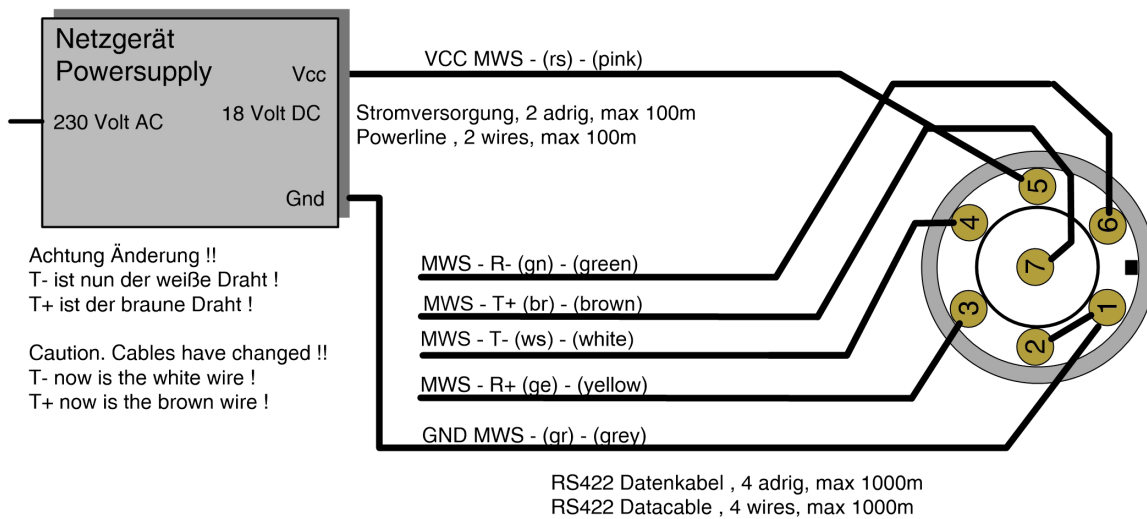 Netzgerät
Powersupply
Vcc
230 Volt AC
18 Volt DC
Gnd
VCC MWS - (rs) - (pink)
Stromversorgung, 2 adrig, max 100m
Powerline , 2 wires, max 100m
Achtung Änderung !!
T- ist nun der weiße Draht !
T+ ist der braune Draht !
Caution. Cables have changed !!
T- now is the white wire !
T+ now is the brown wire !
MWS - R- (gn) - (green)
MWS - T+ (br) - (brown)
MWS - T- (ws) - (white)
MWS - R+ (ge) - (yellow)
GND MWS - (gr) - (grey)
5
4
6
7
3
1
2
RS422 Datenkabel , 4 adrig, max 1000m
RS422 Datacable , 4 wires, max 1000m